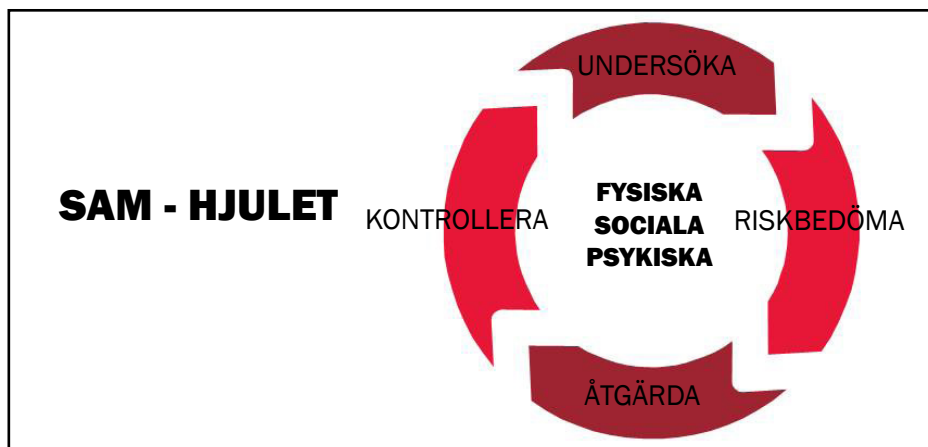 SAM - HJULET
UNDERSÖKA
RISKBEDÖMA
ÅTGÄRDA
KONTROLLERA
FYSISKA
SOCIALA
PSYKISKA